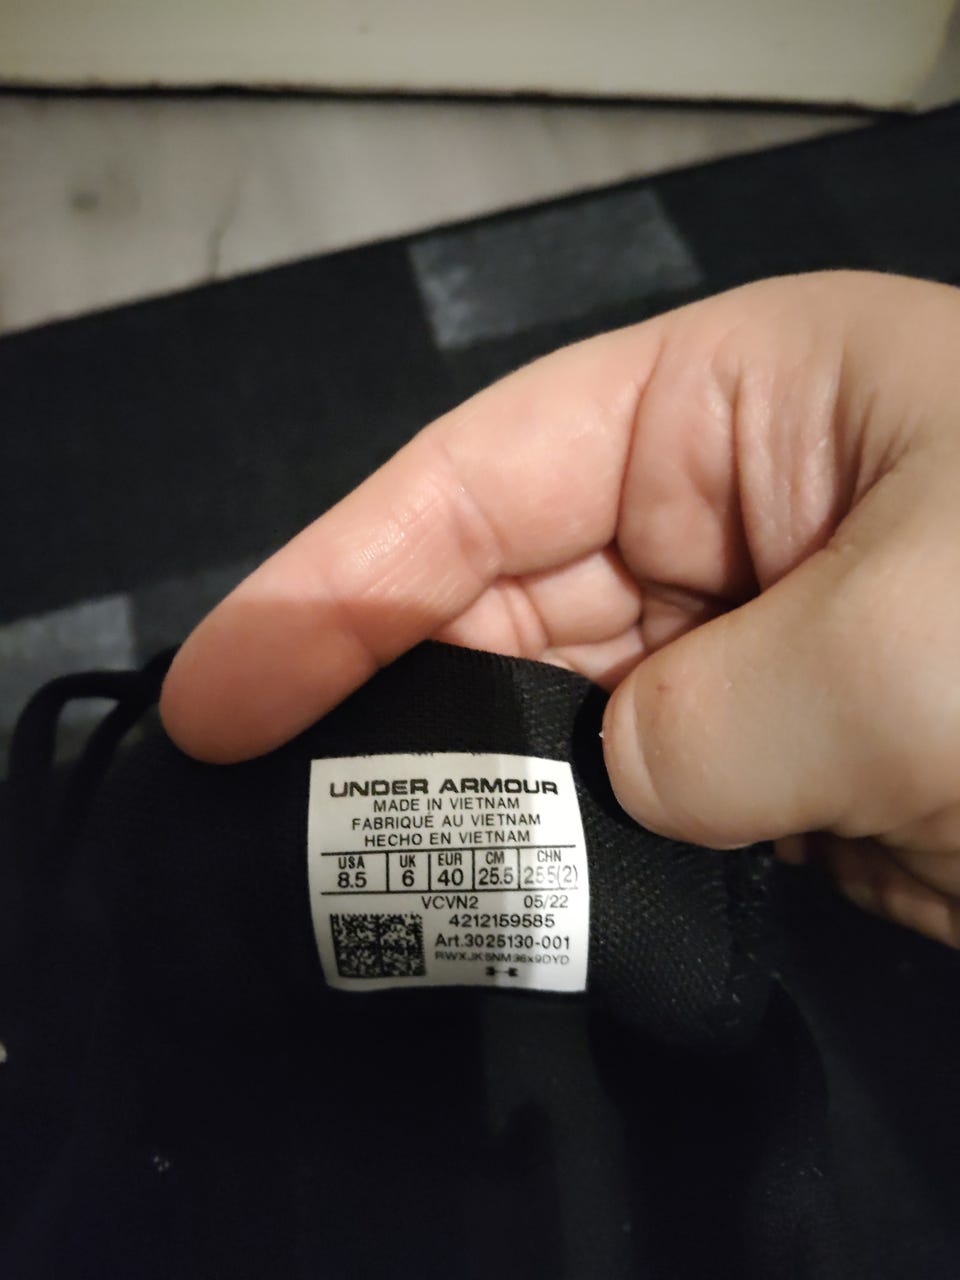 UNDER ARMOUR
MADE IN VIETNAM
FABRIQUÉ AU VIETNAM
HECHO EN VIETNAM
USA UK EUR CM CHN
8.5 6 40 25.5 255(2)
VCVN2 05/22
4212159585
Art.3025130-001